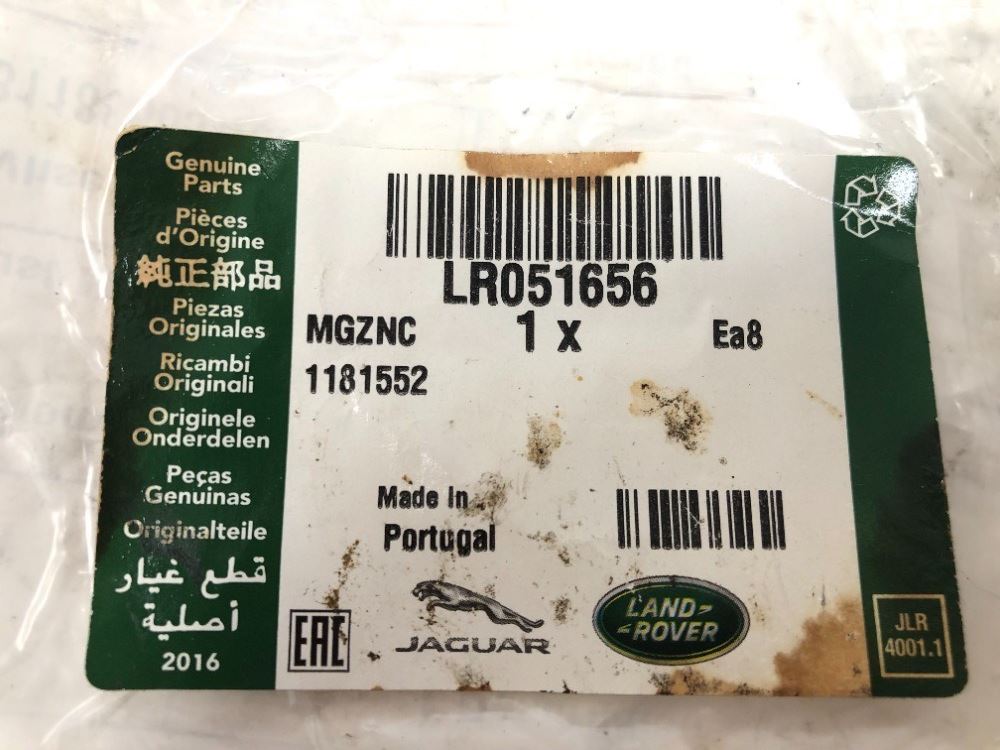 Genuine
Parts
Pièces
d'Origine
純正部品
Piezas
Originales
Ricambi
Originali
Originele
Onderdelen
Peças
Genuinas
Originalteile
قطع غيار
أصلية
2016
LR051656
MGZNC 1 x Ea8
1181552
Made In
Portugal
EAC
JAGUAR
LAND-
-ROVER
JLR
4001.1